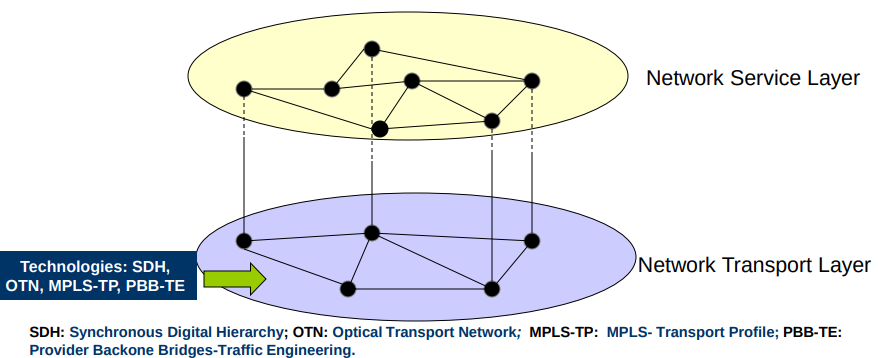 Network Service Layer
Network Transport Layer
Technologies: SDH,
OTN, MPLS-TP, PBB-TE
SDH: Synchronous Digital Hierarchy; OTN: Optical Transport Network; MPLS-TP: MPLS- Transport Profile; PBB-TE:
Provider Backone Bridges-Traffic Engineering.